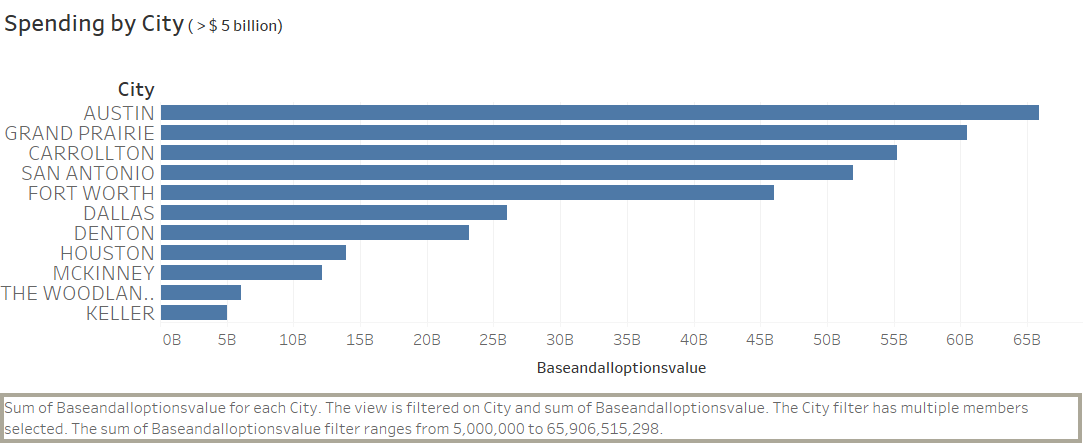 Spending by City ( > $ 5 billion)
City
AUSTIN
GRAND PRAIRIE
CARROLLTON
SAN ANTONIO
FORT WORTH
DALLAS
DENTON
HOUSTON
MCKINNEY
THE WOODLAN..
KELLER
0B 5B 10B 15B 20B 25B 30B 35B 40B 45B 50B 55B 60B 65B
Baseandalloptionsvalue
Sum of Baseandalloptionsvalue for each City. The view is filtered on City and sum of Baseandalloptionsvalue. The City filter has multiple members
selected. The sum of Baseandalloptionsvalue filter ranges from 5,000,000 to 65,906,515,298.